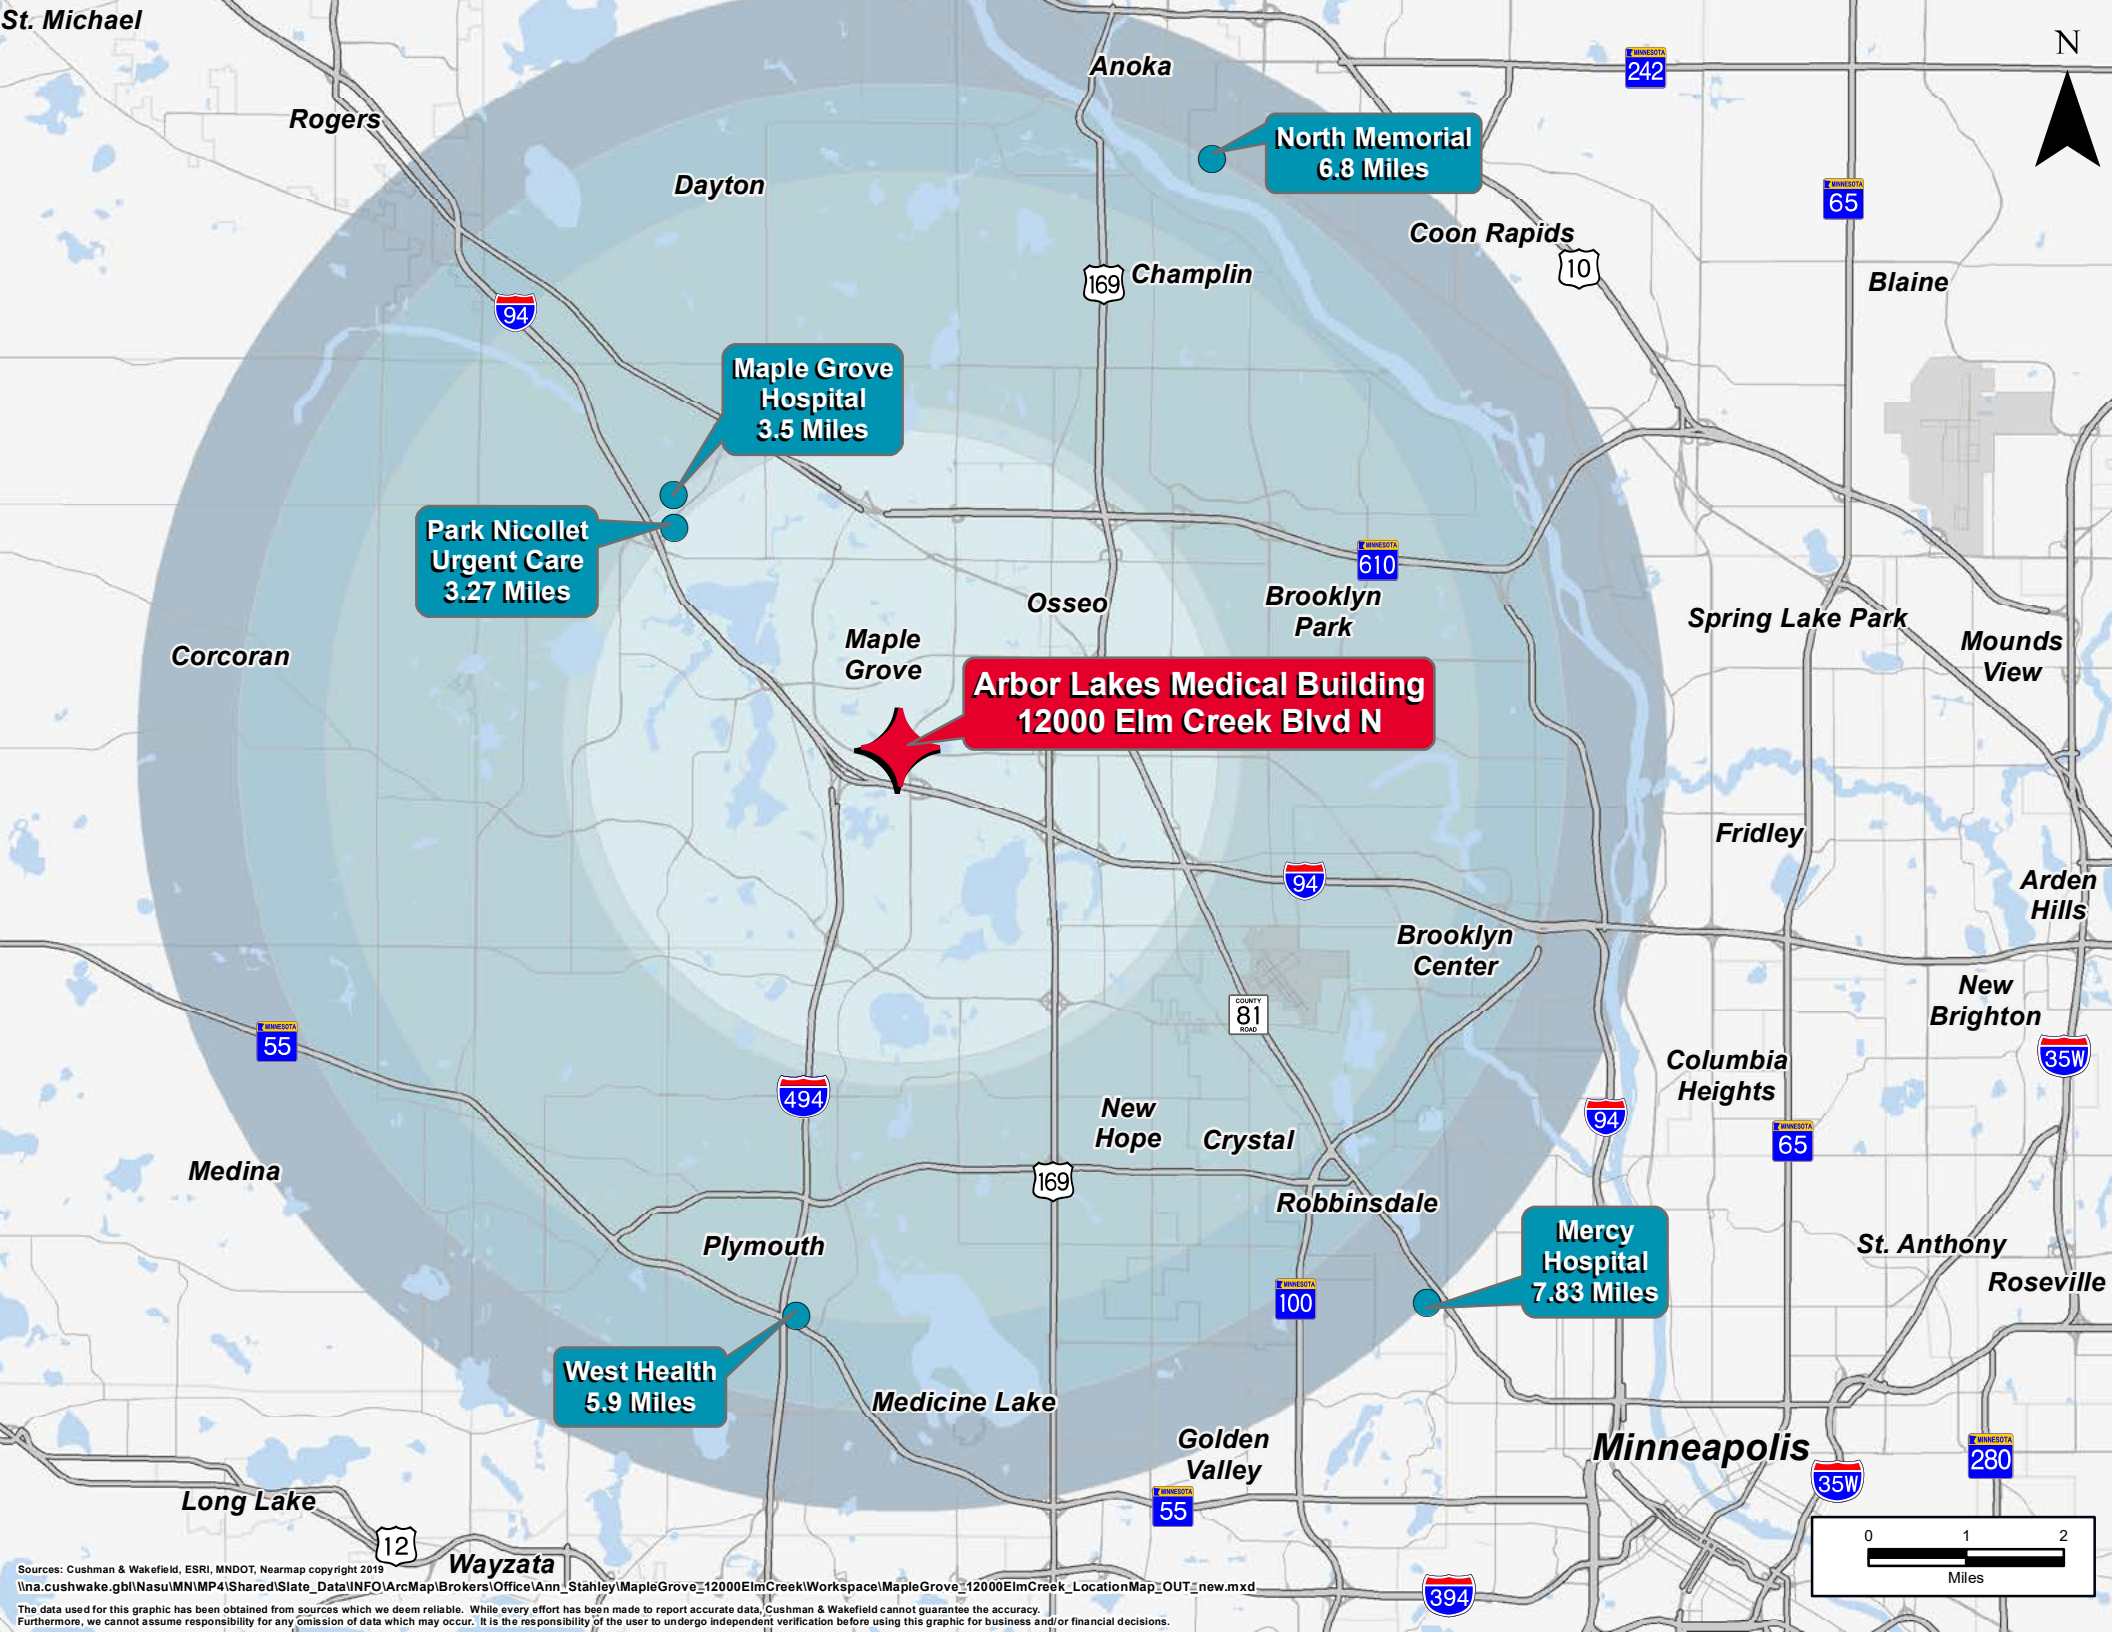 St. Michael
Anoka
N
MINNESOTA
242
Rogers
North Memorial
6.8 Miles
Dayton
MINNESOTA
65
Coon Rapids
10
169
Champlin
Blaine
94
Maple Grove
Hospital
3.5 Miles
Park Nicollet
Urgent Care
3.27 Miles
MINNESOTA
610
Osseo
Brooklyn
Park
Spring Lake Park
Mounds
View
Maple
Grove
Corcoran
Arbor Lakes Medical Building
12000 Elm Creek Blvd N
Fridley
94
Arden
Hills
Brooklyn
Center
New
Brighton
COUNTY
81
ROAD
MINNESOTA
55
35W
Columbia
Heights
494
New
Hope
Crystal
94
MINNESOTA
65
Medina
169
Robbinsdale
Mercy
Hospital
7.83 Miles
Plymouth
St. Anthony
Roseville
MINNESOTA
100
West Health
5.9 Miles
Medicine Lake
Golden
Valley
Minneapolis
MINNESOTA
280
35W
Long Lake
MINNESOTA
55
12
Wayzata
0 1 2
Miles
394
Sources: Cushman & Wakefield, ESRI, MNDOT, Nearmap copyright 2019
\\na.cushwake.gbl\Nasu\MN\MP4\Shared\Slate_Data\INFO\ArcMap\Brokers\Office\Ann_Stahley\MapleGrove_12000ElmCreek\Workspace\MapleGrove_12000ElmCreek_LocationMap_OUT_new.mxd
The data used for this graphic has been obtained from sources which we deem reliable. While every effort has been made to report accurate data, Cushman & Wakefield cannot guarantee the accuracy.
Furthermore, we cannot assume responsibility for any omission of data which may occur. It is the responsibility of the user to undergo independent verification before using this graphic for business and/or financial decisions.